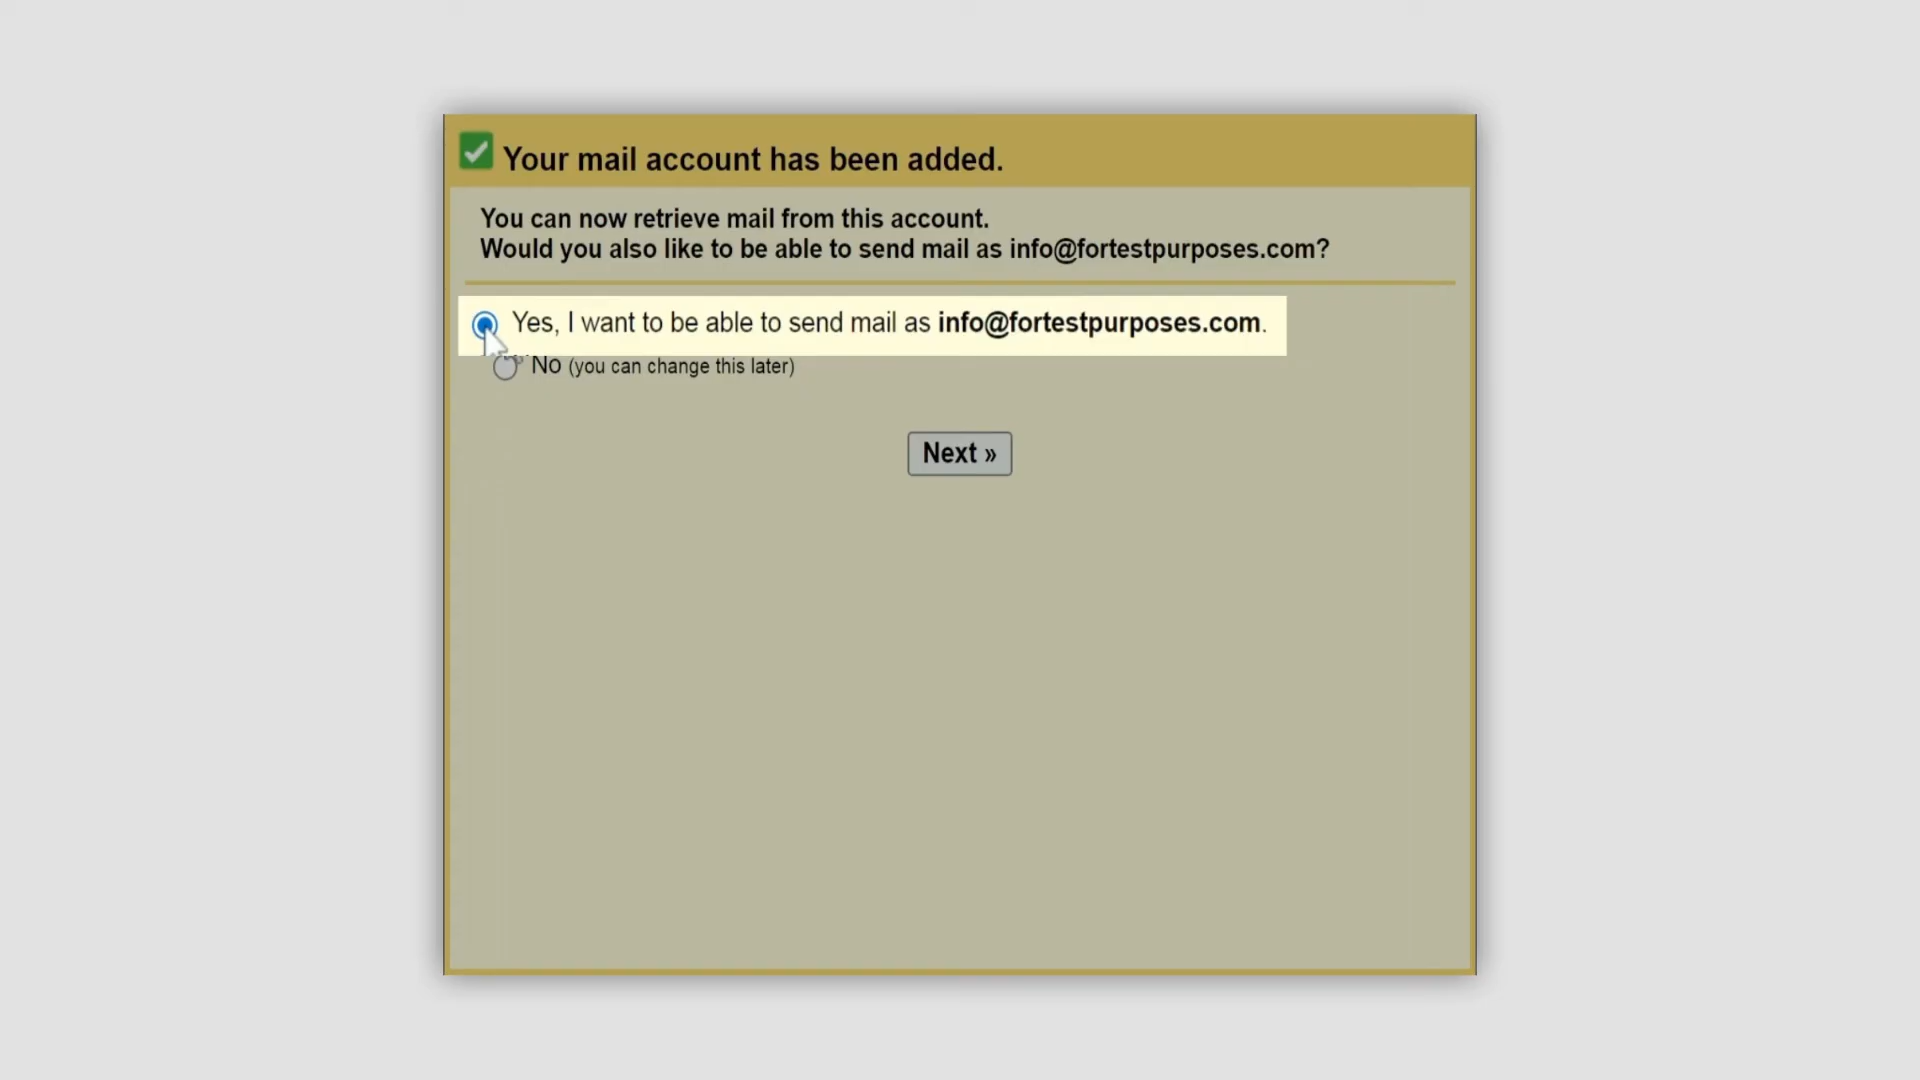 Your mail account has been added.
You can now retrieve mail from this account.
Would you also like to be able to send mail as info@fortestpurposes.com?
Yes, I want to be able to send mail as info@fortestpurposes.com.
No (you can change this later)
Next »